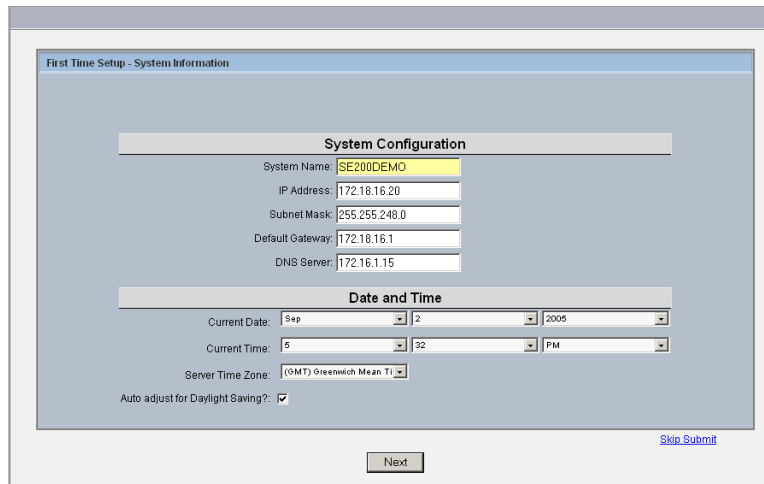 First Time Setup - System Information
System Configuration
System Name: SE200DEMO
IP Address: 172.18.16.20
Subnet Mask: 255.255.248.0
Default Gateway: 172.18.16.1
DNS Server: 172.16.1.15
Date and Time
Current Date: Sep 2 2005
Current Time: 5 32 PM
Server Time Zone: (GMT) Greenwich Mean Ti
Auto adjust for Daylight Saving?:
Skip Submit
Next